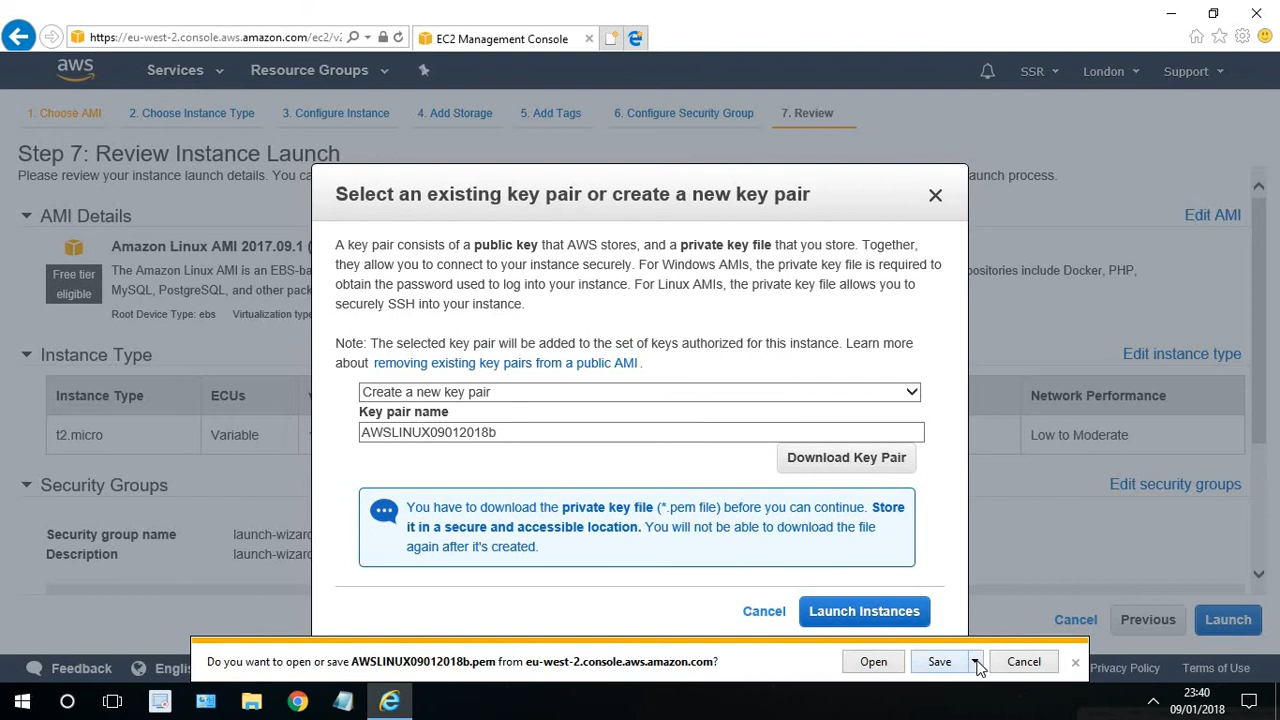 https://eu-west-2.console.aws.amazon.com/ec2/v2
EC2 Management Console
aws
Services
Resource Groups
SSR
London
Support
1. Choose AMI
2. Choose Instance Type
3. Configure Instance
4. Add Storage
5. Add Tags
6. Configure Security Group
7. Review
Step 7: Review Instance Launch
Please review your instance launch details. You ca
aunch process.
AMI Details
Edit AMI
Amazon Linux AMI 2017.09.1 (
Free tier
eligible
The Amazon Linux AMI is an EBS-ba
positories include Docker, PHP,
MySQL, PostgreSQL, and other pac
Root Device Type: ebs
Virtualization type
Instance Type
Edit instance type
Instance Type
ECUs
Network Performance
t2.micro
Variable
Low to Moderate
Security Groups
Edit security groups
Security group name
launch-wizar
Description
launch-wizar
Cancel
Previous
Launch
Select an existing key pair or create a new key pair
A key pair consists of a public key that AWS stores, and a private key file that you store. Together,
they allow you to connect to your instance securely. For Windows AMIs, the private key file is required to
obtain the password used to log into your instance. For Linux AMIs, the private key file allows you to
securely SSH into your instance.
Note: The selected key pair will be added to the set of keys authorized for this instance. Learn more
about removing existing key pairs from a public AMI .
Create a new key pair
Key pair name
AWSLINUX09012018b
Download Key Pair
You have to download the private key file (*.pem file) before you can continue. Store
it in a secure and accessible location. You will not be able to download the file
again after it's created.
Cancel
Launch Instances
Do you want to open or save AWSLINUX09012018b.pem from eu-west-2.console.aws.amazon.com?
Open
Save
Cancel
Feedback
Englis
Privacy Policy
Terms of Use
23:40
09/01/2018